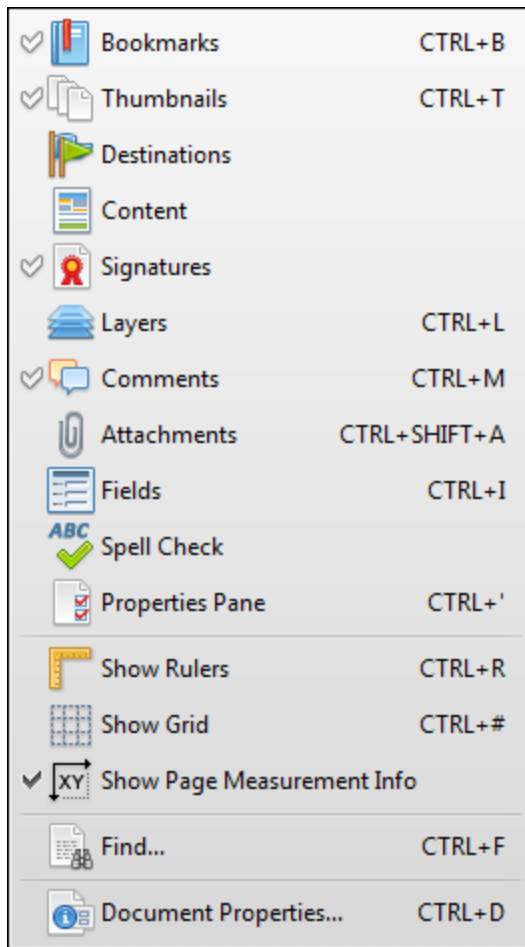 Bookmarks CTRL+B
Thumbnails CTRL+T
Destinations
Content
Signatures
Layers CTRL+L
Comments CTRL+M
Attachments CTRL+SHIFT+A
Fields CTRL+I
ABC Spell Check
Properties Pane CTRL+'
Show Rulers CTRL+R
Show Grid CTRL+#
XY Show Page Measurement Info
Find... CTRL+F
Document Properties... CTRL+D